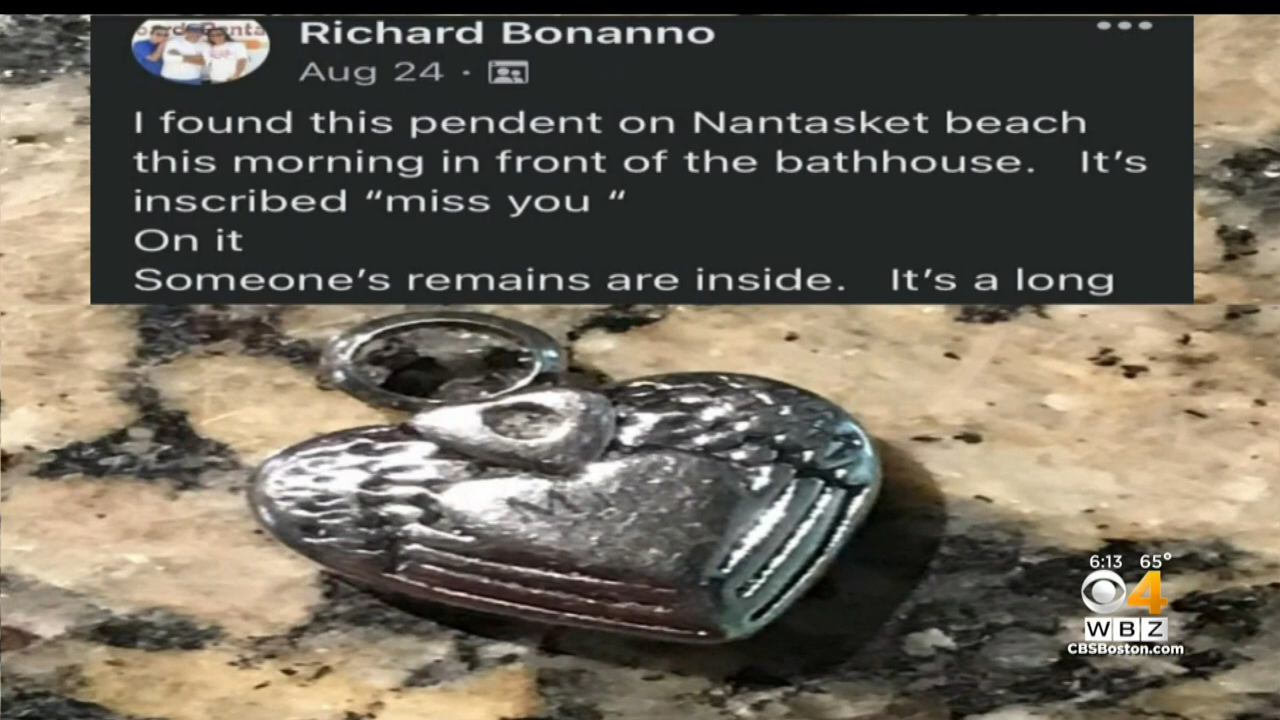 Richard Bonanno
Aug 24 ·
I found this pendent on Nantasket beach
this morning in front of the bathhouse. It's
inscribed “miss you “
On it
Someone's remains are inside. It's a long
6:13 65°
4
WBZ
CBSBoston.com